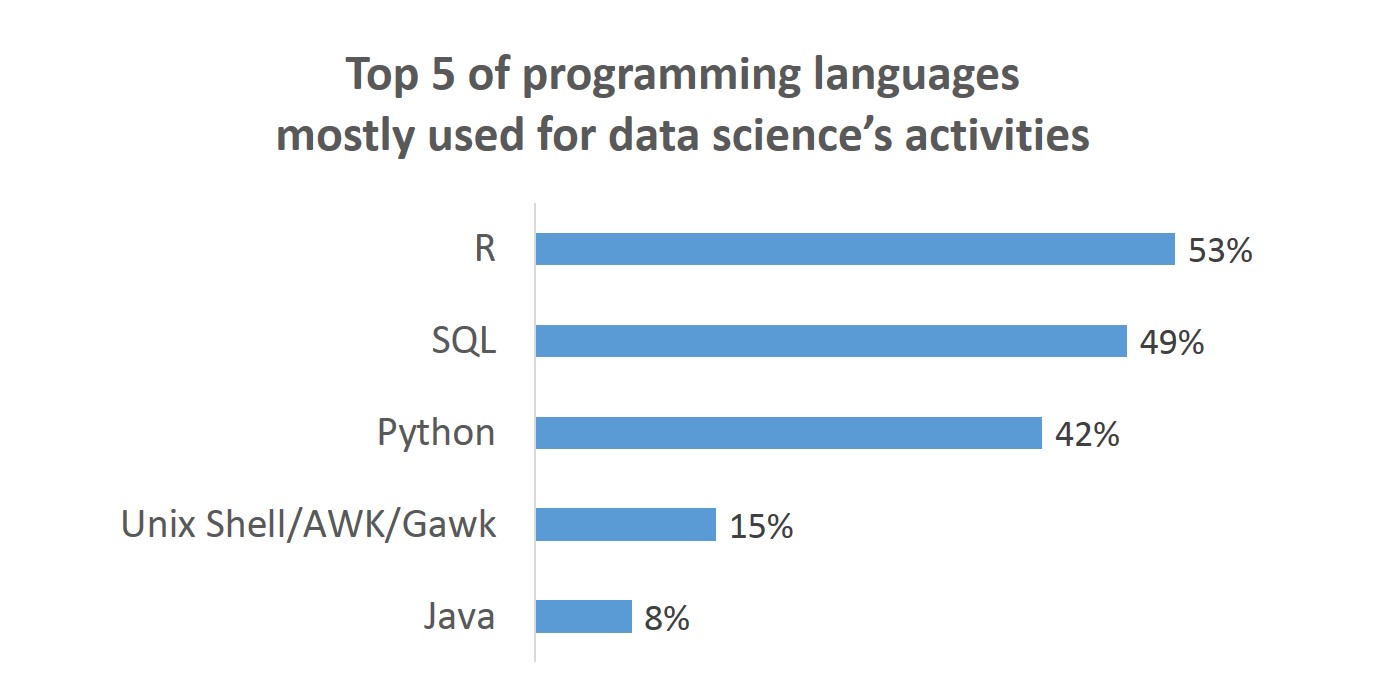 Top 5 of programming languages
mostly used for data science’s activities
R 53%
SQL 49%
Python 42%
Unix Shell/AWK/Gawk 15%
Java 8%